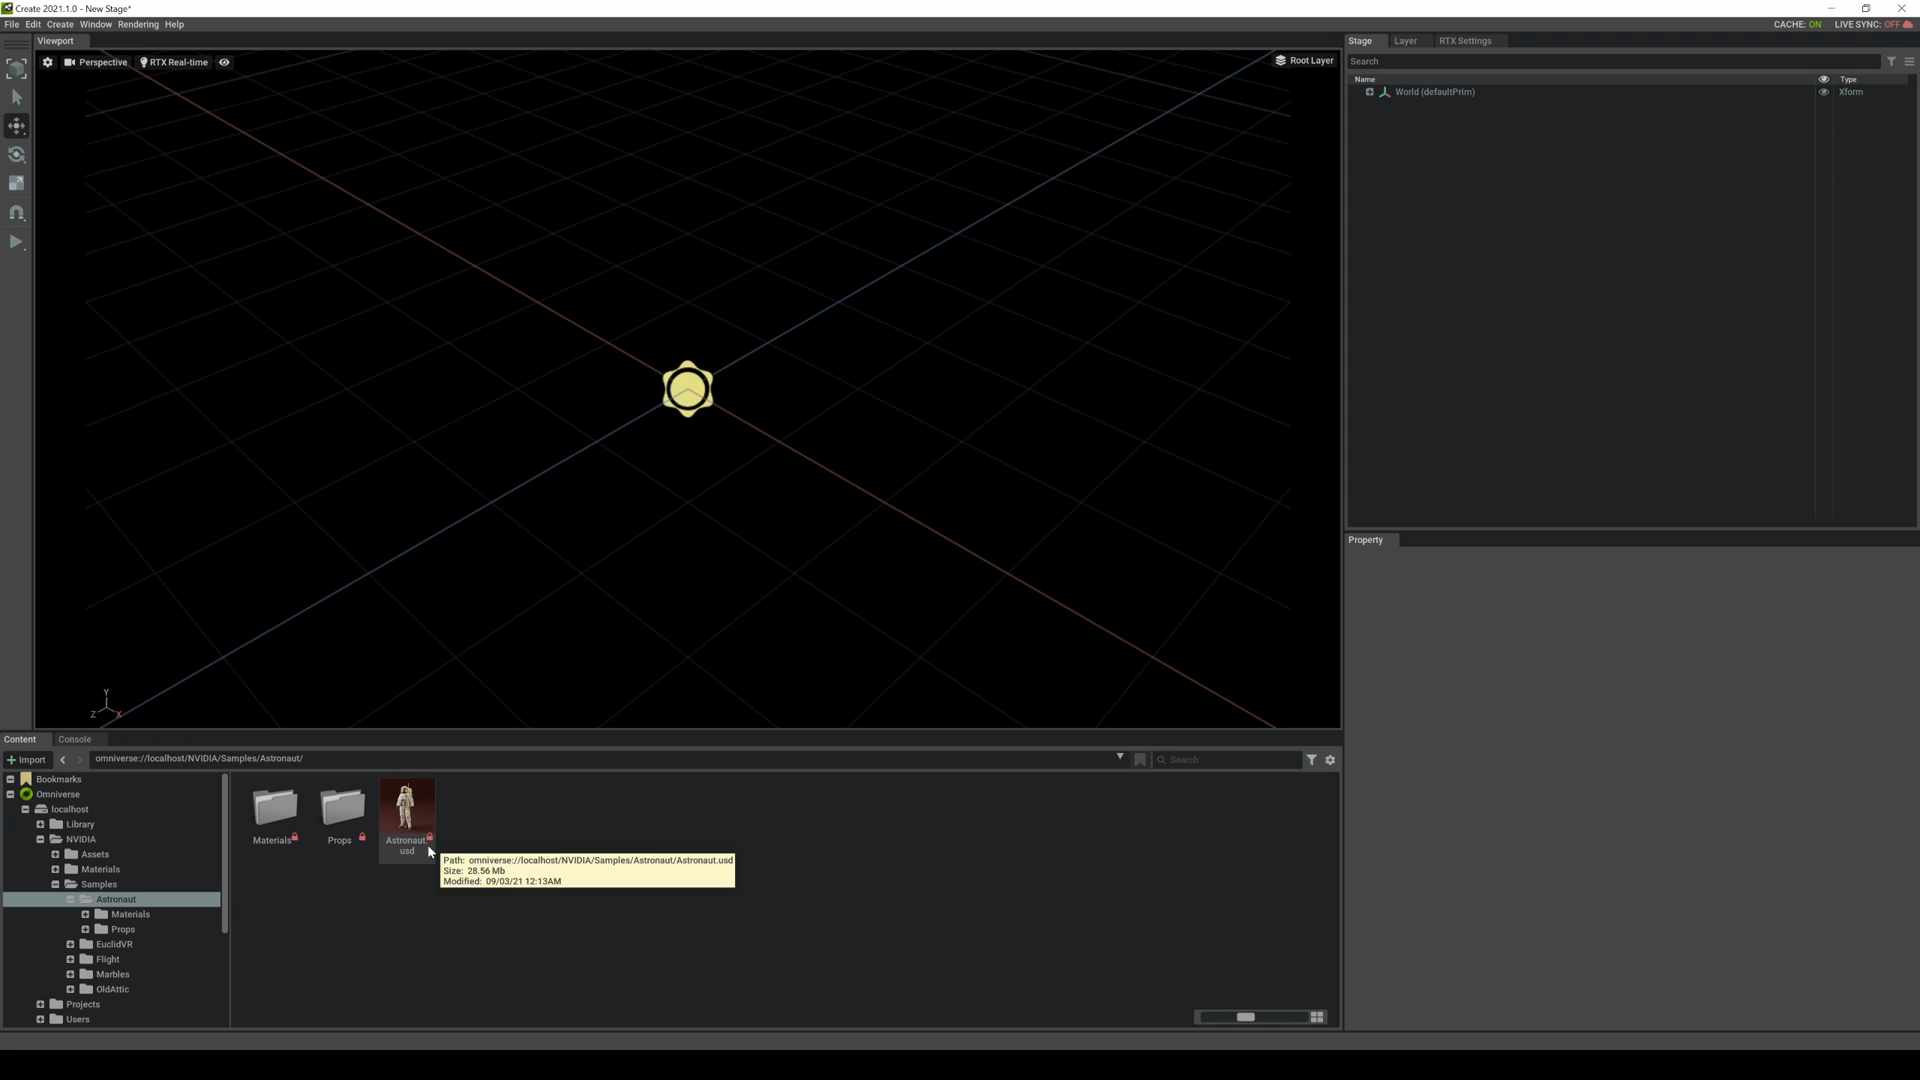 Create 2021.1.0 - New Stage*
File Edit Create Window Rendering Help
CACHE: ON LIVE SYNC: OFF
Viewport
Perspective RTX Real-time
Root Layer
Y
Z X
Stage Layer RTX Settings
Search
Name Type
World (defaultPrim) Xform
Property
Content Console
Import omniverse://localhost/NVIDIA/Samples/Astronaut/ Search
Bookmarks
Omniverse
localhost
Library
NVIDIA
Assets
Materials
Samples
Astronaut
Materials
Props
EuclidVR
Flight
Marbles
OldAttic
Projects
Users
Materials Props Astronaut.
usd
Path: omniverse://localhost/NVIDIA/Samples/Astronaut/Astronaut.usd
Size: 28.56 Mb
Modified: 09/03/21 12:13AM